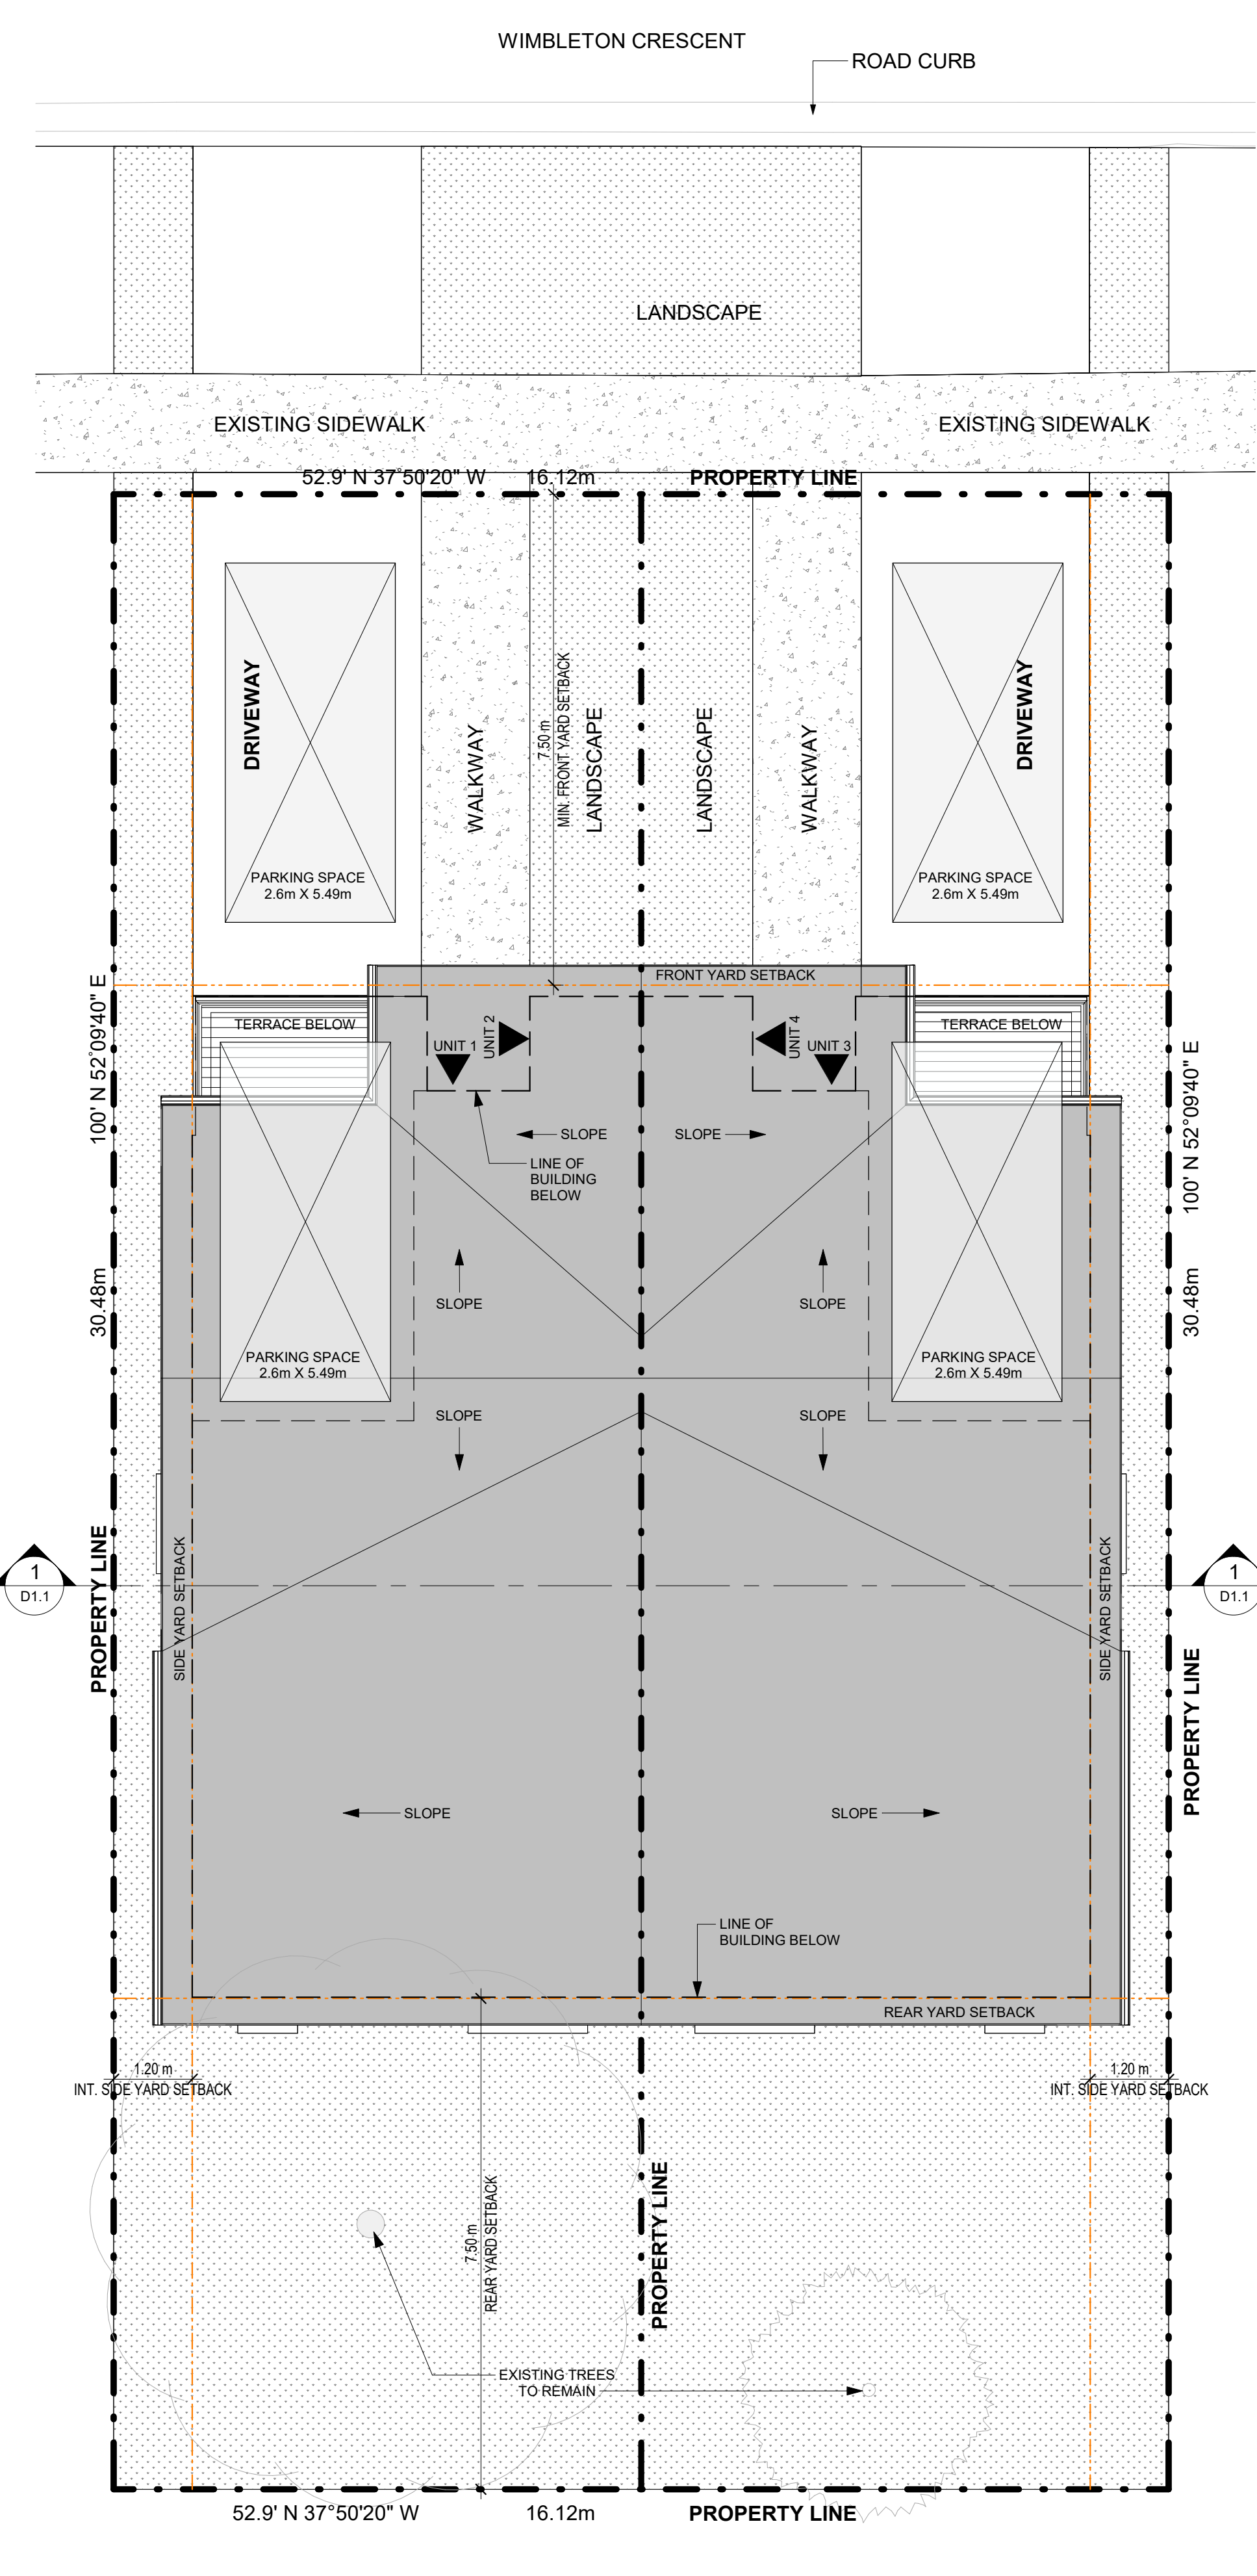 WIMBLETON CRESCENT
ROAD CURB
LANDSCAPE
EXISTING SIDEWALK
EXISTING SIDEWALK
52.9' N 37°50'20" W
16.12m
PROPERTY LINE
DRIVEWAY
WALKWAY
7.50 m
MIN. FRONT YARD SETBACK
LANDSCAPE
LANDSCAPE
WALKWAY
DRIVEWAY
PARKING SPACE
2.6m X 5.49m
PARKING SPACE
2.6m X 5.49m
FRONT YARD SETBACK
TERRACE BELOW
UNIT 1
UNIT 2
UNIT 4
UNIT 3
TERRACE BELOW
100' N 52°09'40" E
30.48m
100' N 52°09'40" E
30.48m
SLOPE
SLOPE
LINE OF
BUILDING
BELOW
SLOPE
SLOPE
PARKING SPACE
2.6m X 5.49m
PARKING SPACE
2.6m X 5.49m
SLOPE
SLOPE
1
D1.1
PROPERTY LINE
SIDE YARD SETBACK
SIDE YARD SETBACK
1
D1.1
PROPERTY LINE
SLOPE
SLOPE
LINE OF
BUILDING BELOW
REAR YARD SETBACK
1.20 m
INT. SIDE YARD SETBACK
1.20 m
INT. SIDE YARD SETBACK
7.50 m
REAR YARD SETBACK
PROPERTY LINE
EXISTING TREES
TO REMAIN
52.9' N 37°50'20" W
16.12m
PROPERTY LINE